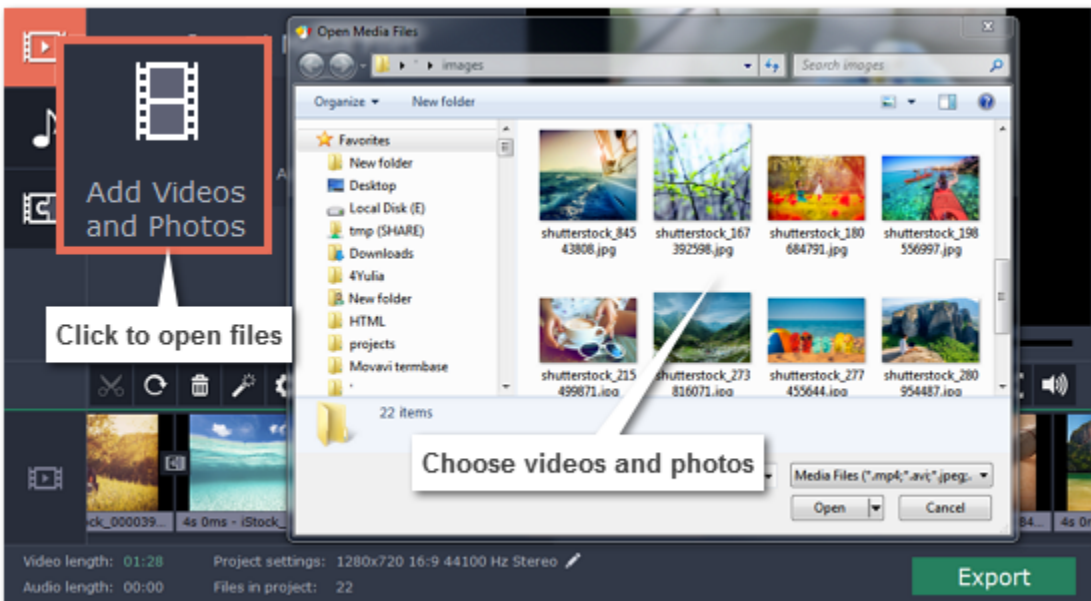 Open Media Files
x
images
Search images
Organize
New folder
Add Videos
and Photos
Click to open files
Favorites
New folder
Desktop
Local Disk (E)
tmp (SHARE)
Downloads
4Yulia
New folder
HTML
projects
Movavi termbase
shutterstock_845
43808.jpg
shutterstock_167
392598.jpg
shutterstock_180
684791.jpg
shutterstock_198
556997.jpg
shutterstock_215
499871.jpg
shutterstock_273
816071.jpg
shutterstock_277
455644.jpg
shutterstock_280
954487.jpg
22 items
Choose videos and photos
Media Files (*.mp4;*.avi;*.jpeg;.
Open
Cancel
ck_000039...
4s 0ms - iStock_
84...
4s 0
Video length: 01:28
Project settings: 1280x720 16:9 44100 Hz Stereo
Audio length: 00:00
Files in project: 22
Export